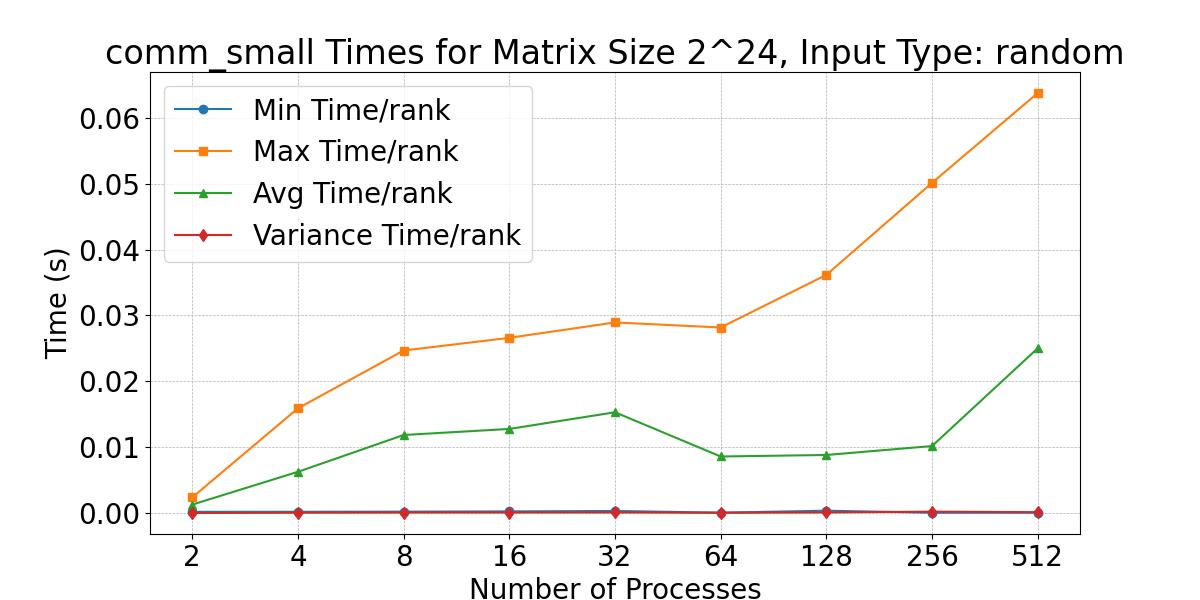 comm_small Times for Matrix Size 2^24, Input Type: random
Min Time/rank
Max Time/rank
Avg Time/rank
Variance Time/rank
Time (s)
0.06
0.05
0.04
0.03
0.02
0.01
0.00
2 4 8 16 32 64 128 256 512
Number of Processes